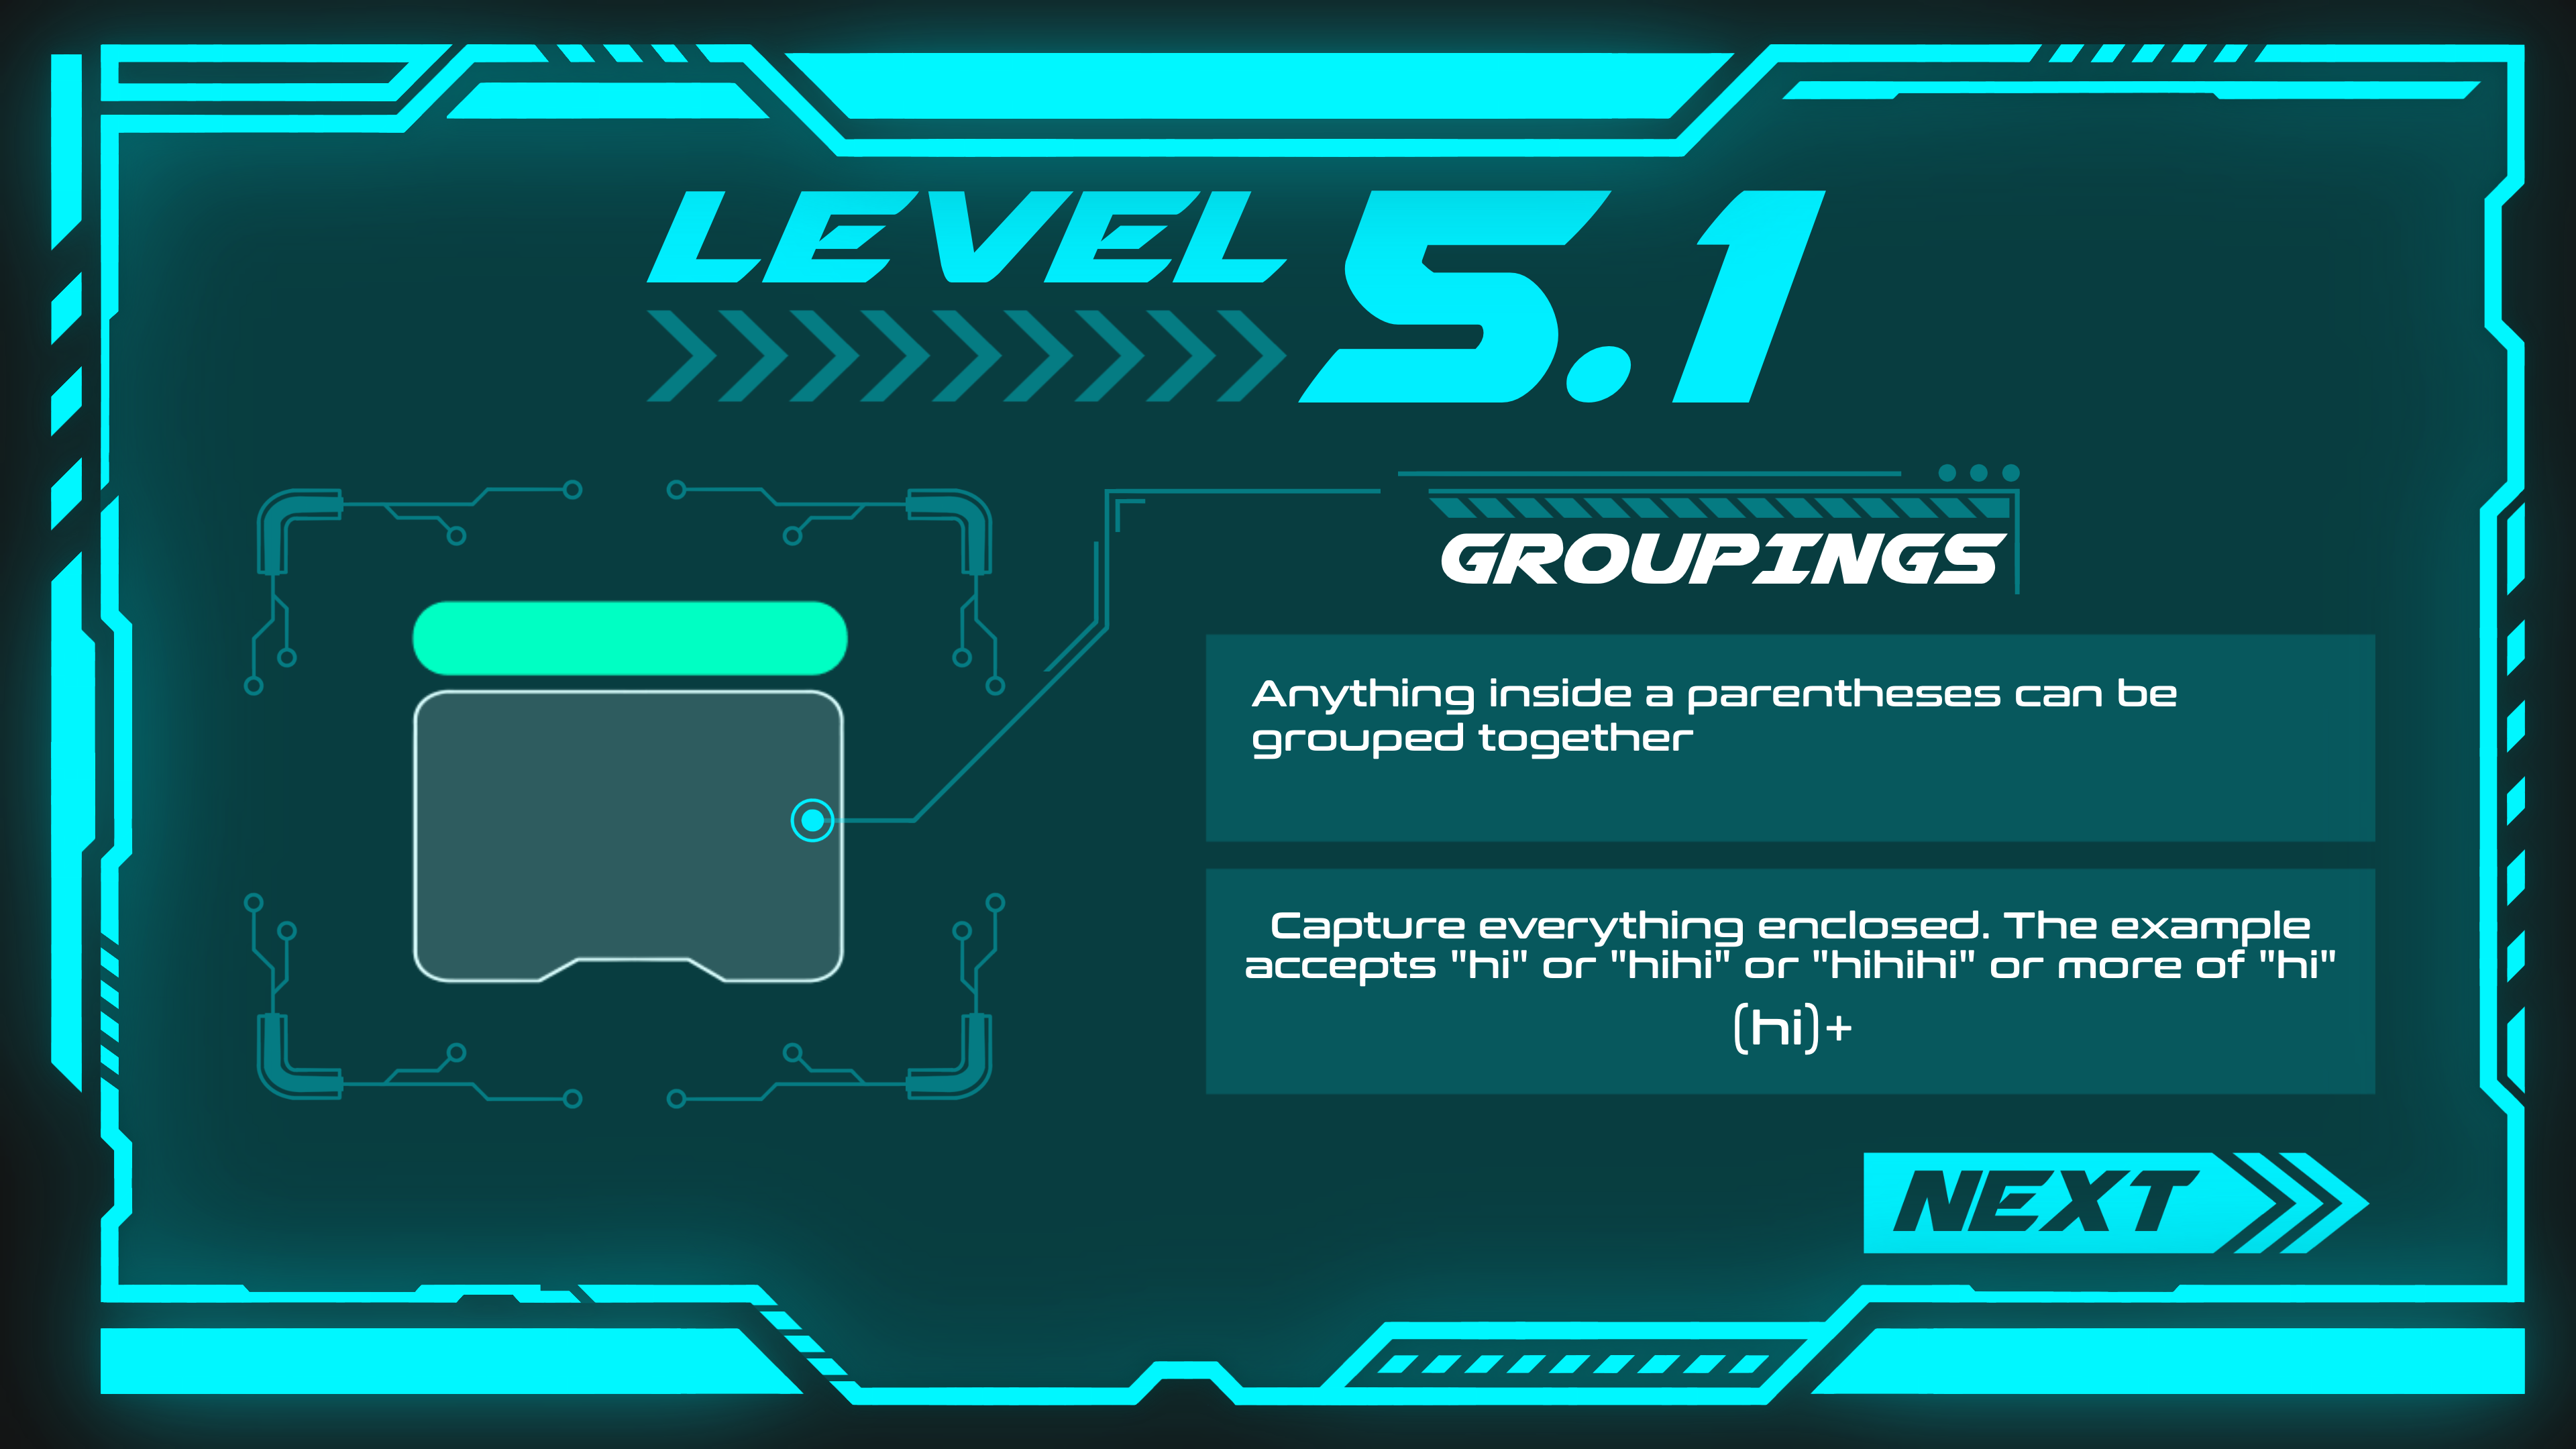 LEVEL 5.1
GROUPINGS
Anything inside a parentheses can be
grouped together
Capture everything enclosed. The example
accepts "hi" or "hihi" or "hihihi" or more of "hi"
(hi)+
NEXT